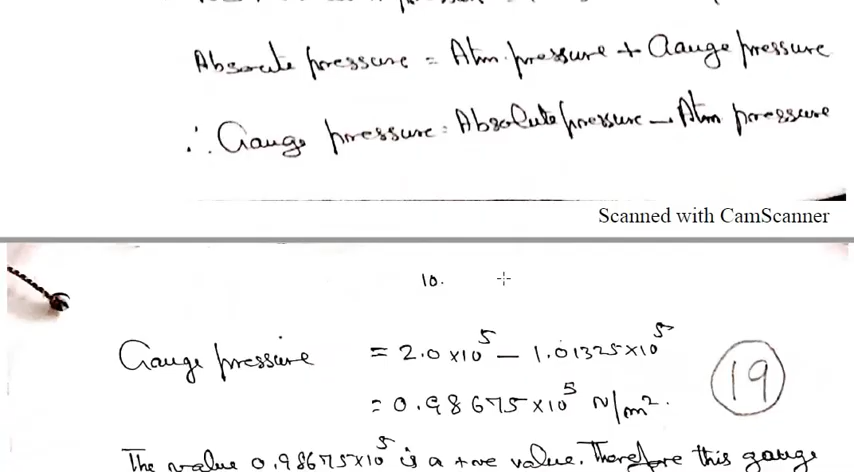 Absolute pressure = Atm. pressure + Gauge pressure
∴ Gauge pressure = Absolute pressure - Atm pressure
Scanned with CamScanner
10.
Gauge pressure = 2.0 x 10^5 - 1.01325 x 10^5
19
= 0.98675 x 10^5 N/m².
The value 0.98675 x 10^5 is a +ve value. Therefore this gauge